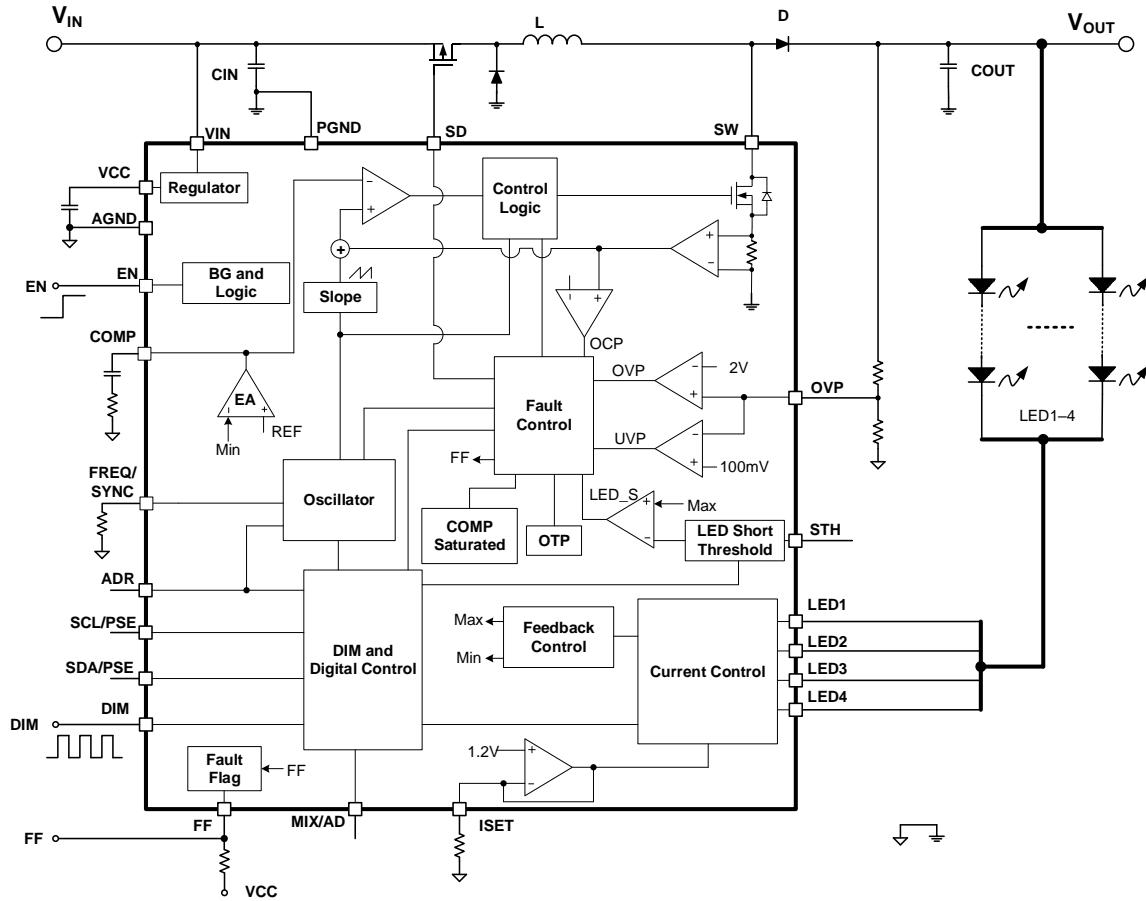 VIN
L
D
VOUT
CIN
COUT
PGND
VIN
SD
SW
VCC
Regulator
Control
Logic
AGND
EN
EN
BG and
Logic
Slope
COMP
OCP
OVP
2V
EA
REF
Min
Fault
Control
OVP
UVP
100mV
FF
FREQ/
SYNC
Oscillator
LED_S
Max
COMP
Saturated
OTP
LED Short
Threshold
STH
LED1–4
ADR
SCL/PSE
SDA/PSE
DIM
DIM
DIM and
Digital Control
Max
Min
Feedback
Control
Current Control
LED1
LED2
LED3
LED4
1.2V
Fault
Flag
FF
FF
MIX/AD
ISET
FF
VCC